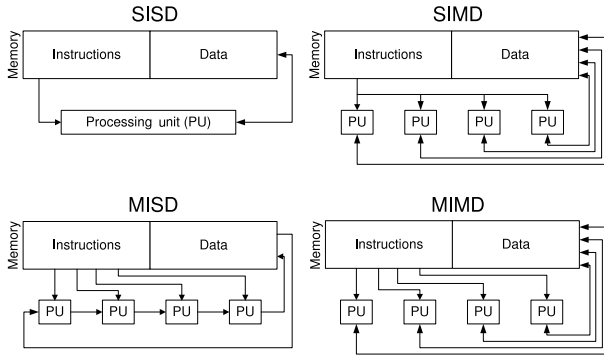 SISD
Memory
Instructions
Data
Processing unit (PU)
SIMD
Memory
Instructions
Data
PU
PU
PU
PU
MISD
Memory
Instructions
Data
PU
PU
PU
PU
MIMD
Memory
Instructions
Data
PU
PU
PU
PU